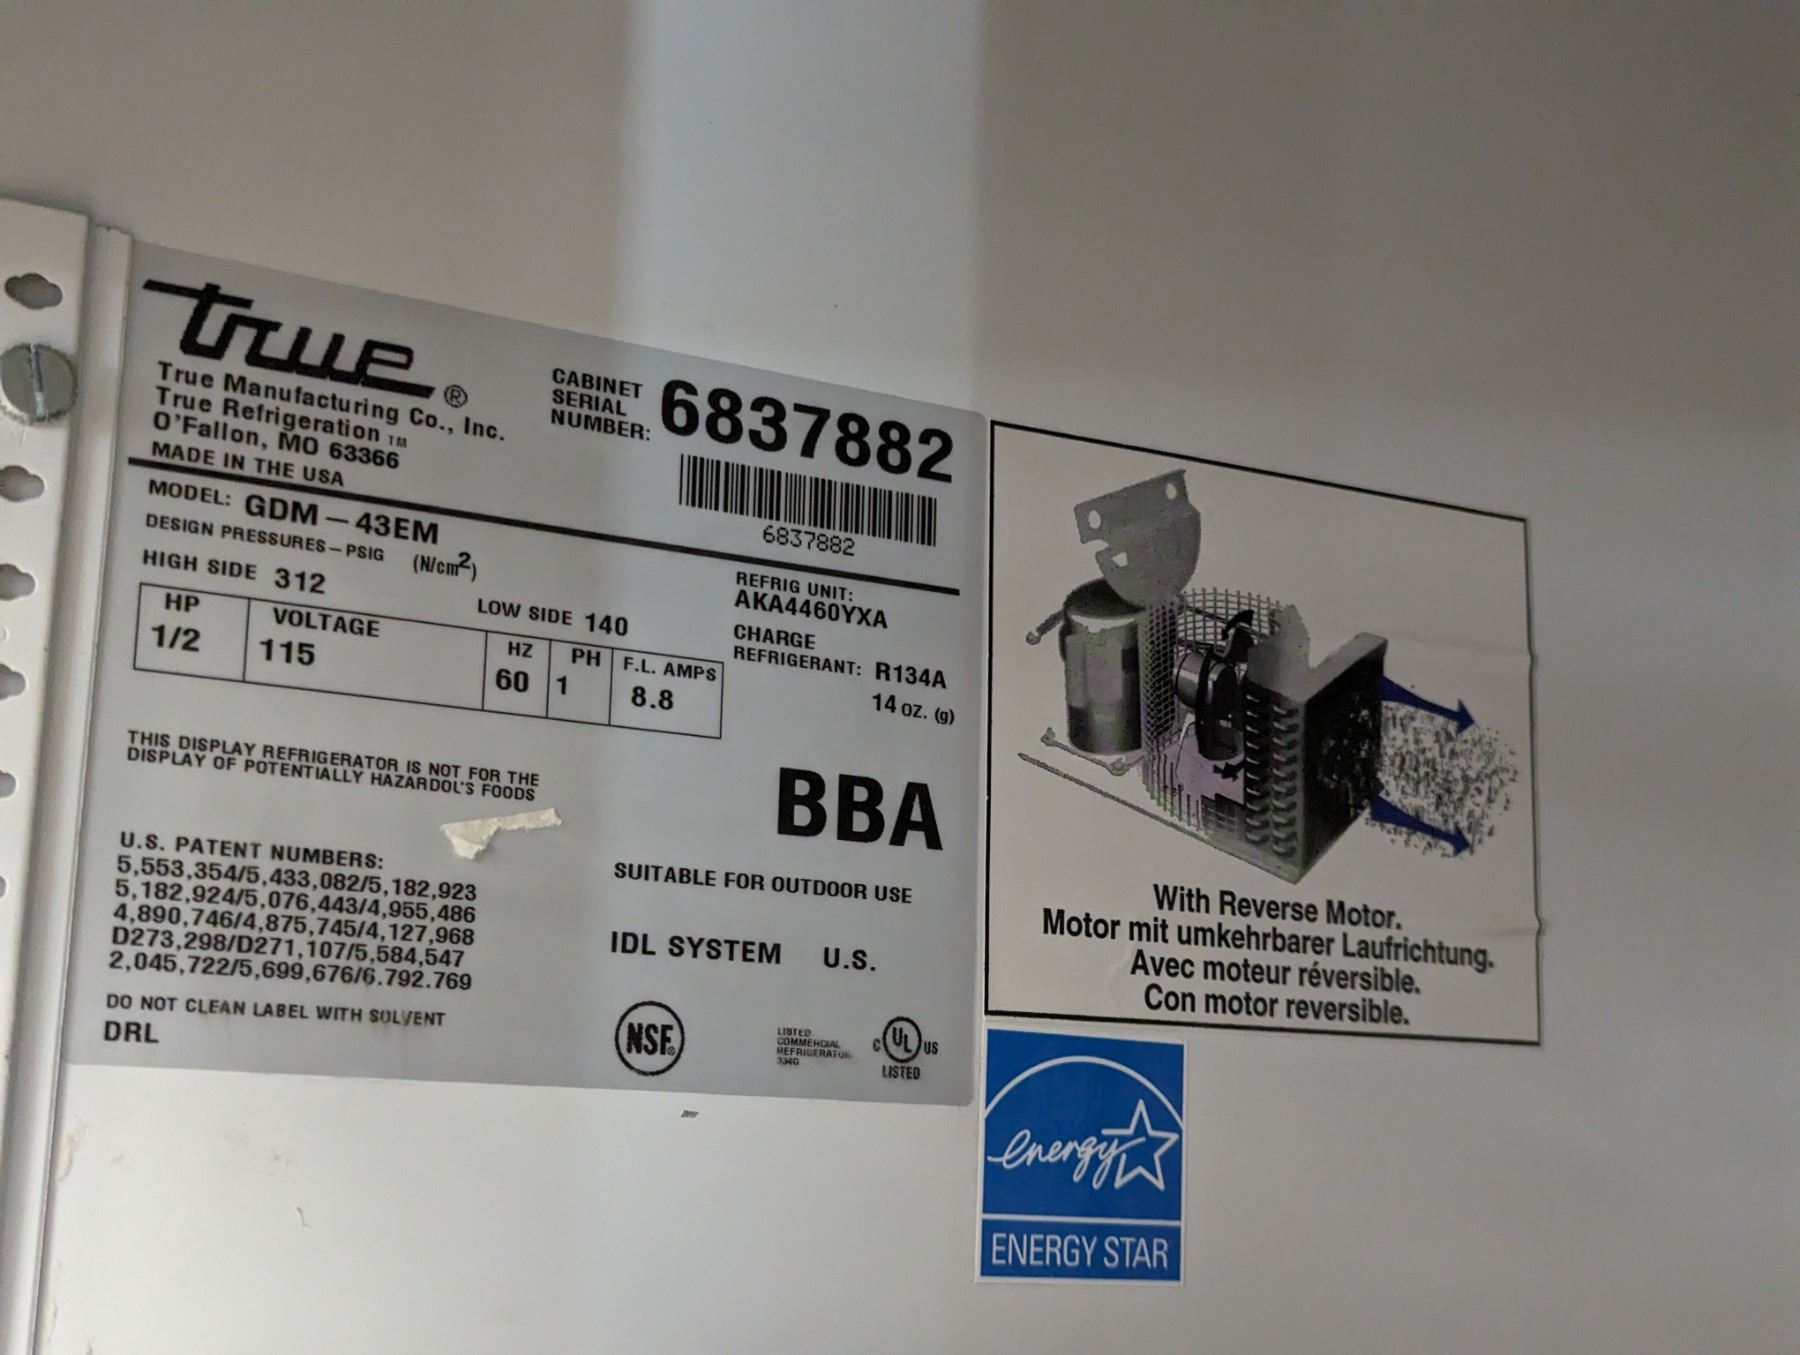 true®
True Manufacturing Co., Inc.
True Refrigeration TM
O'Fallon, MO 63366
MADE IN THE USA
CABINET
SERIAL
NUMBER: 6837882
6837882
MODEL: GDM-43EM
DESIGN PRESSURES-PSIG (N/cm²)
HIGH SIDE 312
LOW SIDE 140
REFRIG UNIT:
AKA4460YXA
CHARGE
REFRIGERANT: R134A
14 oz. (g)
HP VOLTAGE HZ PH F.L. AMPS
1/2 115 60 1 8.8
THIS DISPLAY REFRIGERATOR IS NOT FOR THE
DISPLAY OF POTENTIALLY HAZARDOL'S FOODS
BBA
U.S. PATENT NUMBERS:
5,553,354/5,433,082/5,182,923
5,182,924/5,076,443/4,955,486
4,890,746/4,875,745/4,127,968
D273,298/D271,107/5,584,547
2,045,722/5,699,676/6.792.769
SUITABLE FOR OUTDOOR USE
IDL SYSTEM U.S.
DO NOT CLEAN LABEL WITH SOLVENT
DRL
NSF
LISTED
COMMERCIAL
REFRIGERATOR
C UL US
LISTED
With Reverse Motor.
Motor mit umkehrbarer Laufrichtung.
Avec moteur réversible.
Con motor reversible.
energy
ENERGY STAR